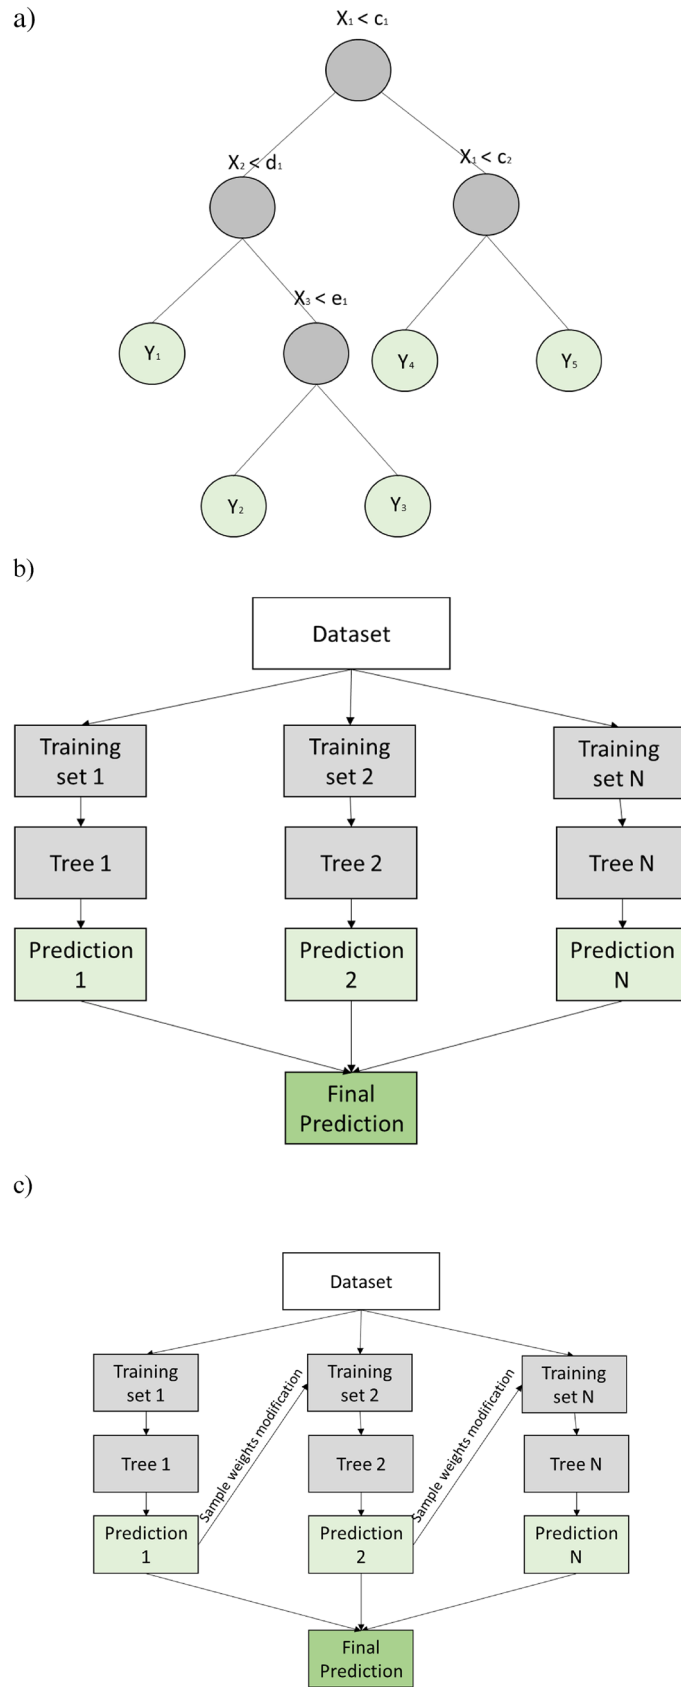 a)
X₁ < c₁
X₂ < d₁
X₁ < c₂
X₃ < e₁
Y₁
Y₄
Y₅
Y₂
Y₃
b)
Dataset
Training
set 1
Training
set 2
Training
set N
Tree 1
Tree 2
Tree N
Prediction
1
Prediction
2
Prediction
N
Final
Prediction
c)
Dataset
Training
set 1
Sample weights modification
Training
set 2
Sample weights modification
Training
set N
Tree 1
Tree 2
Tree N
Prediction
1
Prediction
2
Prediction
N
Final
Prediction